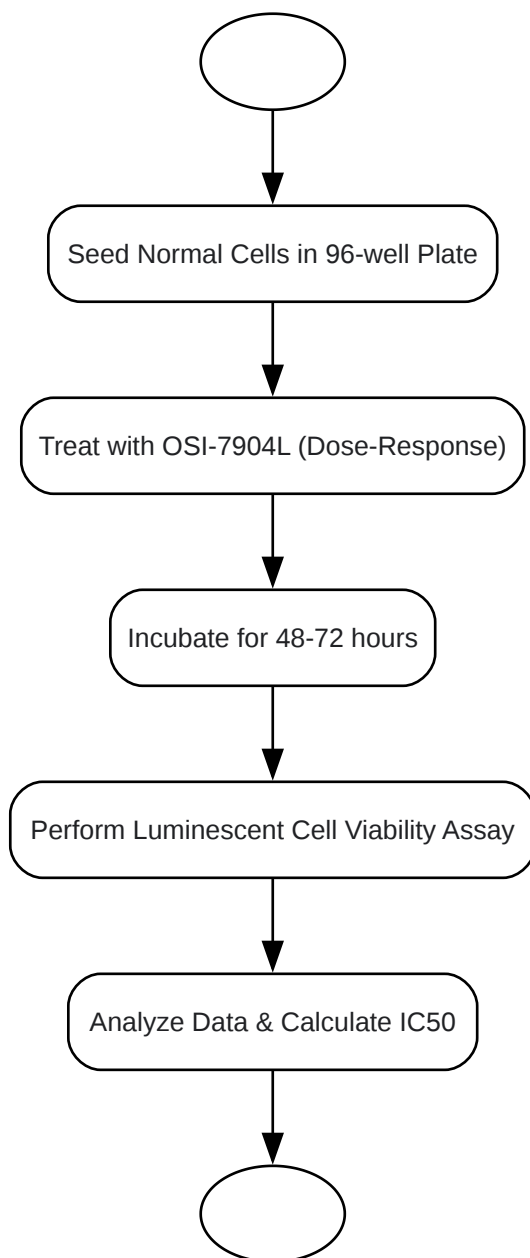 Seed Normal Cells in 96-well Plate
Treat with OSI-7904L (Dose-Response)
Incubate for 48-72 hours
Perform Luminescent Cell Viability Assay
Analyze Data & Calculate IC50